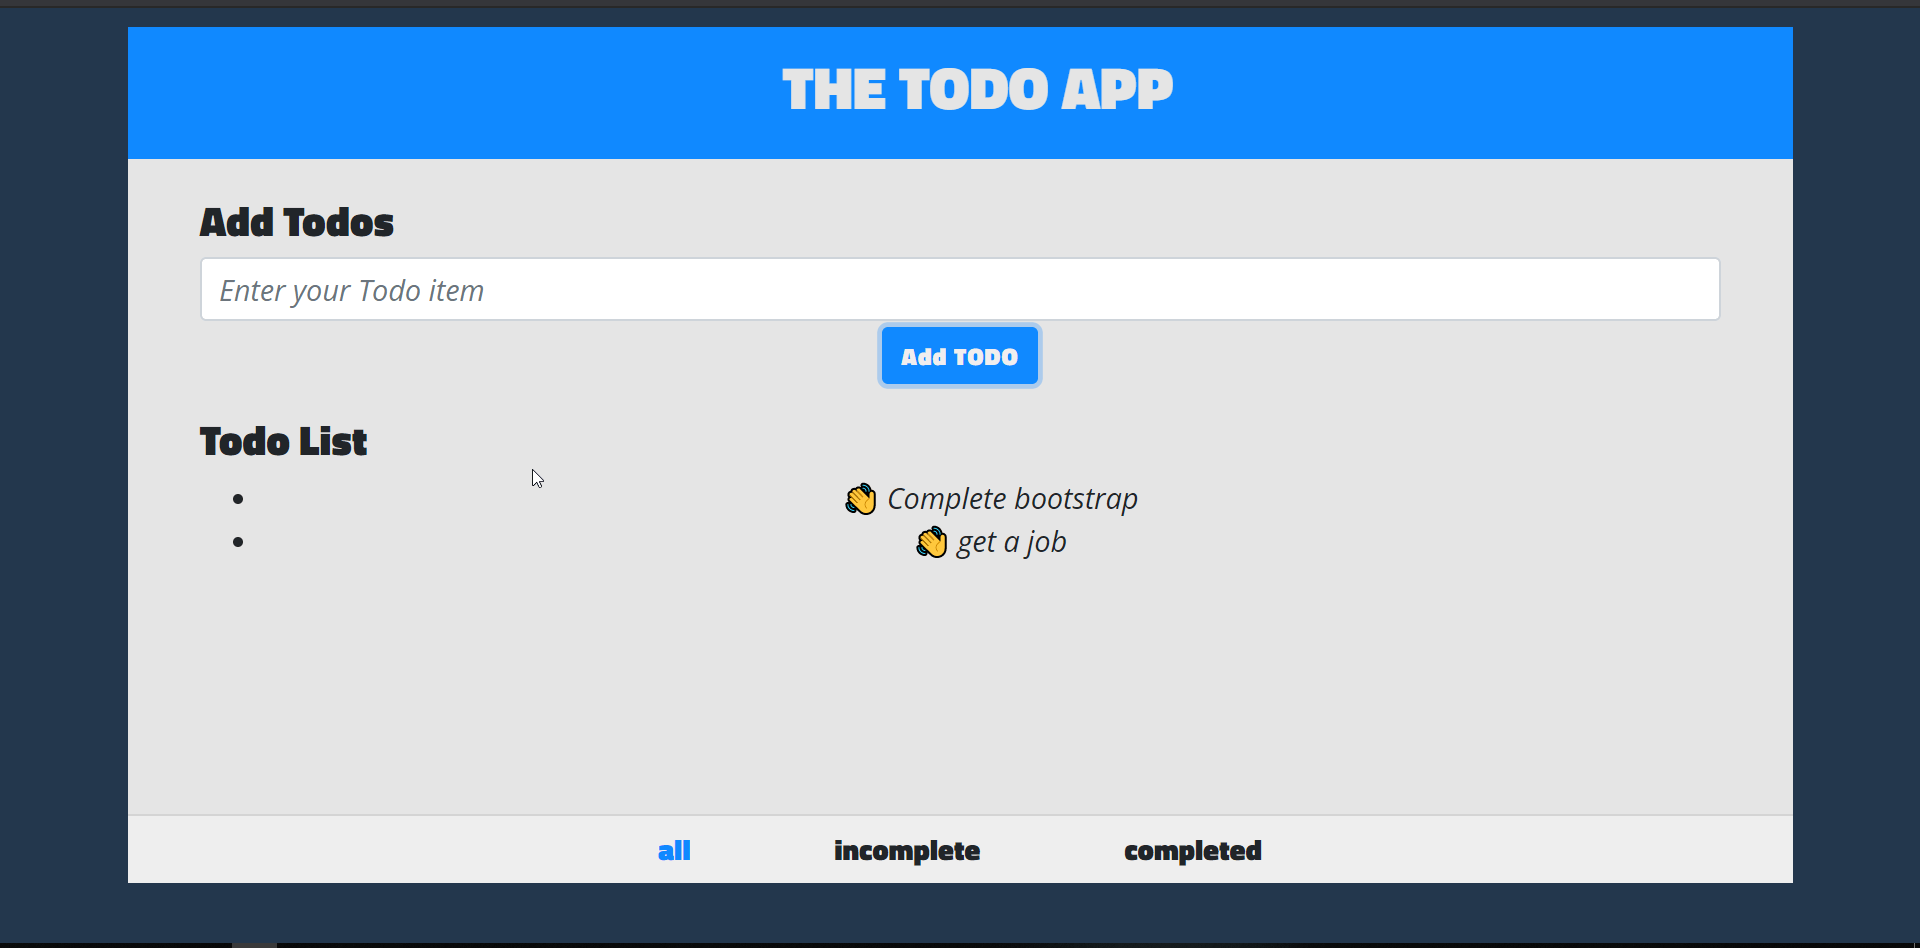 THE TODO APP
Add Todos
Enter your Todo item
Add TODO
Todo List
👋 Complete bootstrap
👋 get a job
all incomplete completed